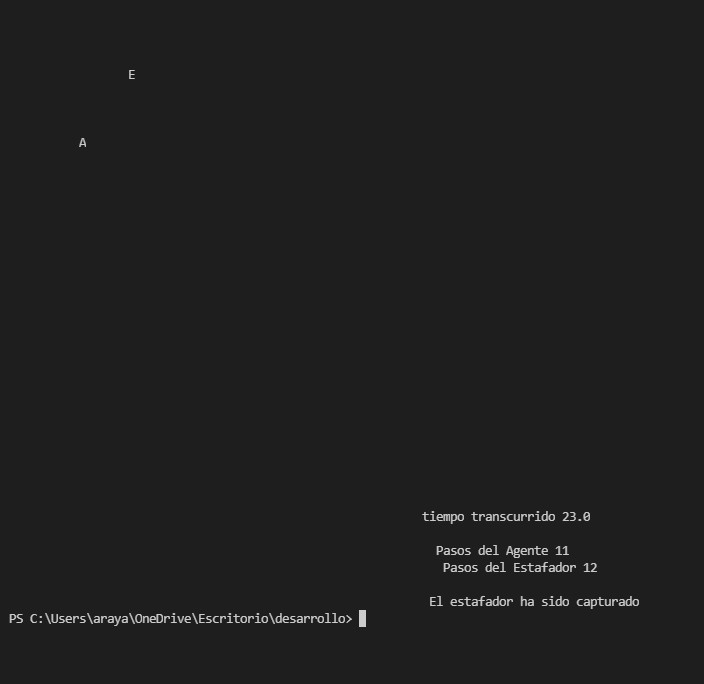 E
A
tiempo transcurrido 23.0
Pasos del Agente 11
Pasos del Estafador 12
El estafador ha sido capturado
PS C:\Users\araya\OneDrive\Escritorio\desarrollo>